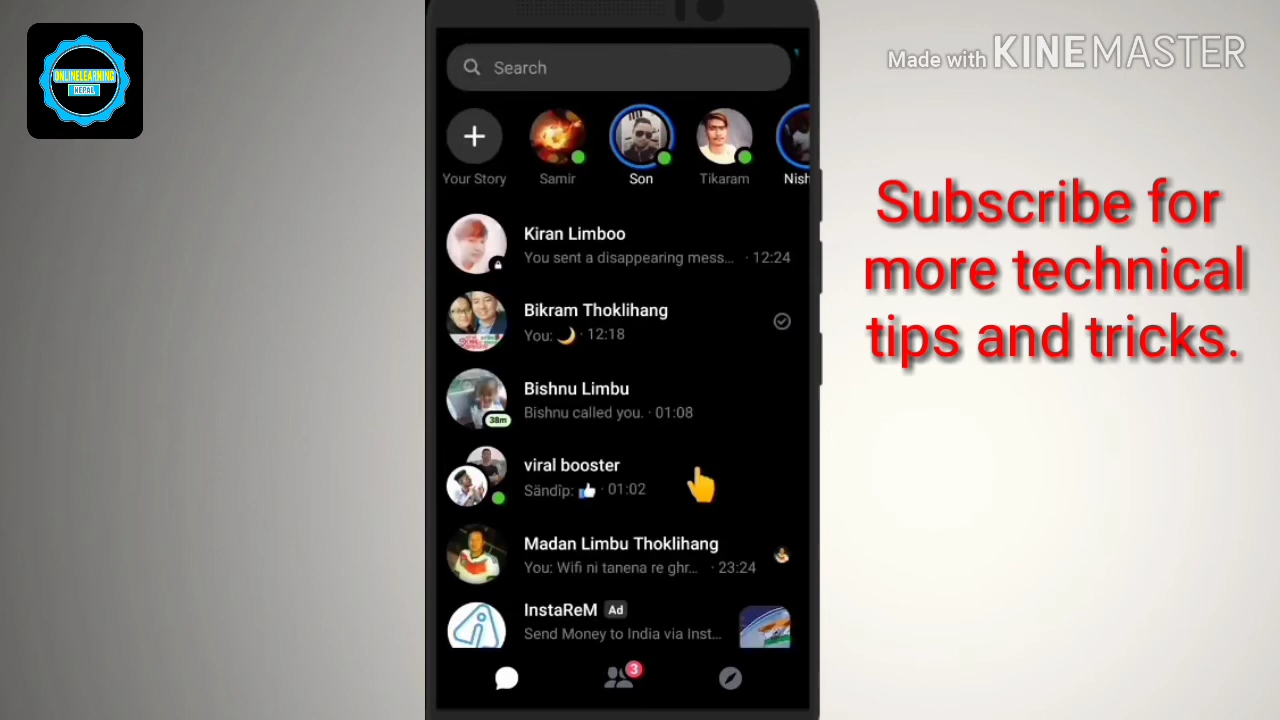 ONLINELEARNING
NEPAL
Made with KINEMASTER
Search
Your Story
Samir
Son
Tikaram
Nish
Kiran Limboo
You sent a disappearing mess... · 12:24
Bikram Thoklihang
You: 🌙 · 12:18
Bishnu Limbu
38m
Bishnu called you. · 01:08
viral booster
Sändîp: 👍 · 01:02
Madan Limbu Thoklihang
You: Wifi ni tanena re ghr... · 23:24
InstaReM Ad
Send Money to India via Inst...
3
Subscribe for
more technical
tips and tricks.